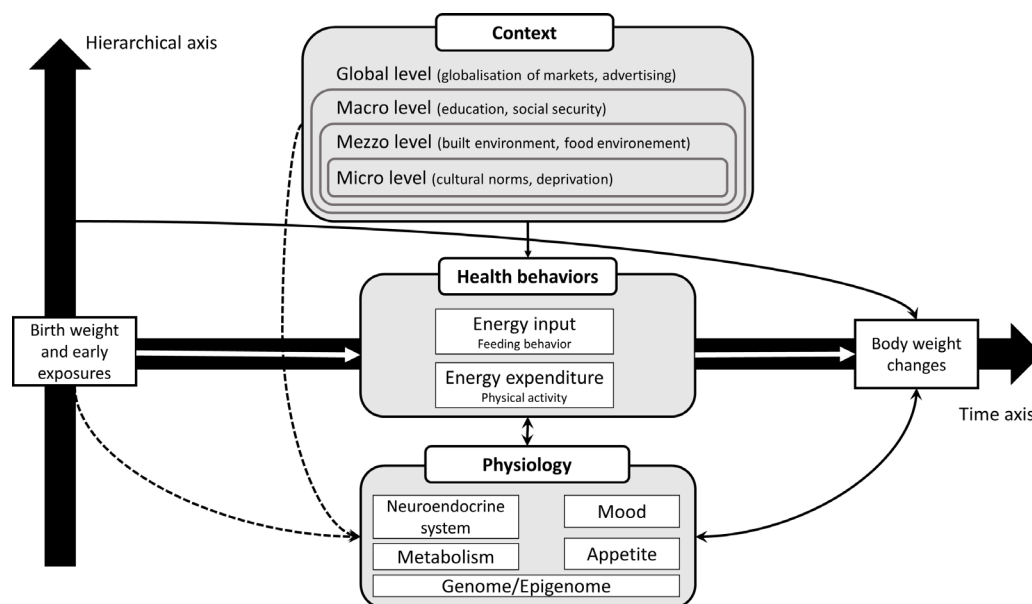 Context
Hierarchical axis
Global level (globalisation of markets, advertising)
Macro level (education, social security)
Mezzo level (built environment, food environement)
Micro level (cultural norms, deprivation)
Health behaviors
Birth weight
and early
exposures
Energy input
Feeding behavior
Energy expenditure
Physical activity
Body weight
changes
Time axis
Physiology
Neuroendocrine
system
Mood
Metabolism
Appetite
Genome/Epigenome